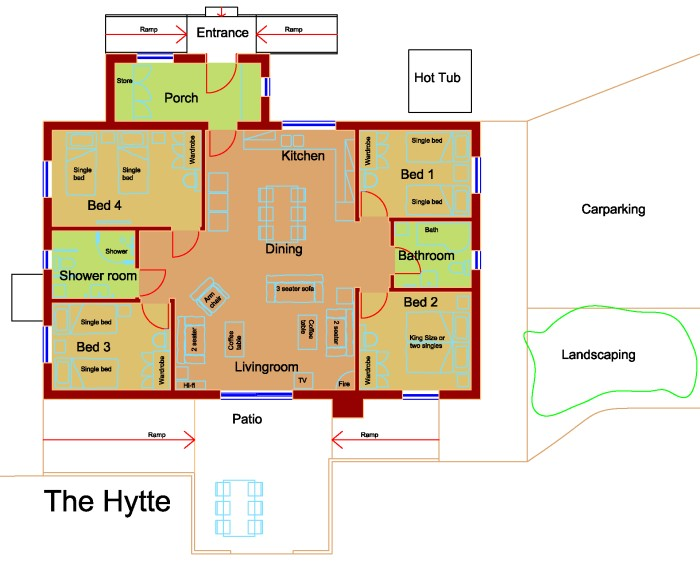 Ramp
Entrance
Ramp
Store
Porch
Hot Tub
Kitchen
Wardrobe
Wardrobe
Single bed
Single
bed
Single
bed
Bed 1
Bed 4
Single bed
Carparking
Bath
Dining
Shower
Bathroom
Shower room
3 seater sofa
Arm
chair
Bed 2
Single bed
2 seater
Coffee
table
Coffee
table
2 seater
King Size or
two singles
Bed 3
Landscaping
Single bed
Wardrobe
Livingroom
Wardrobe
HI-fi
TV
Fire
Patio
Ramp
Ramp
The Hytte